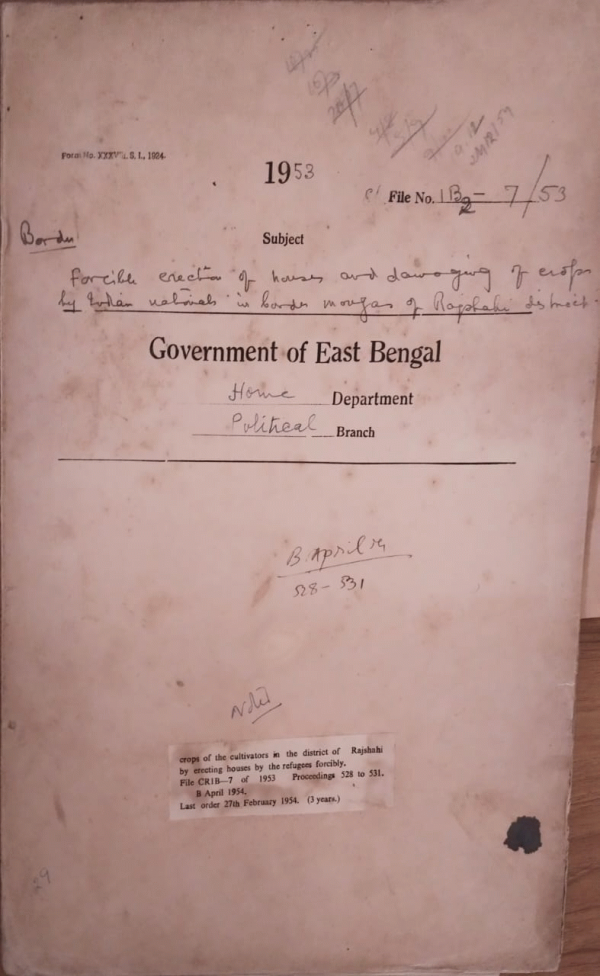 Form No. XXXVII, S. I., 1924.
1953
File No. 1B2-7/53
Border
Subject
Forcible erection of houses and damaging of crops
by Indian nationals in border mouzas of Rajshahi district.
Government of East Bengal
Home Department
Political Branch
B April 54
528-531
Noted
crops of the cultivators in the district of Rajshahi
by erecting houses by the refugees forcibly.
File CR1B—7 of 1953 Proceedings 528 to 531.
B April 1954.
Last order 27th February 1954. (3 years.)